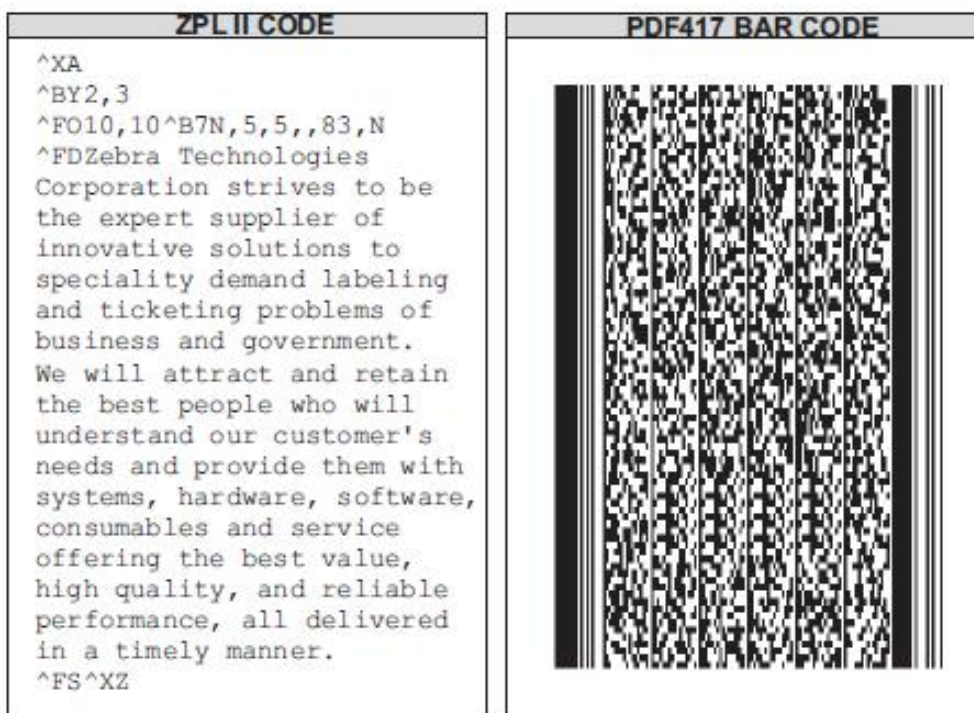 ZPL II CODE
^XA
^BY2,3
^FO10,10^B7N,5,5,,83,N
^FDZebra Technologies
Corporation strives to be
the expert supplier of
innovative solutions to
speciality demand labeling
and ticketing problems of
business and government.
We will attract and retain
the best people who will
understand our customer's
needs and provide them with
systems, hardware, software,
consumables and service
offering the best value,
high quality, and reliable
performance, all delivered
in a timely manner.
^FS^XZ
PDF417 BAR CODE